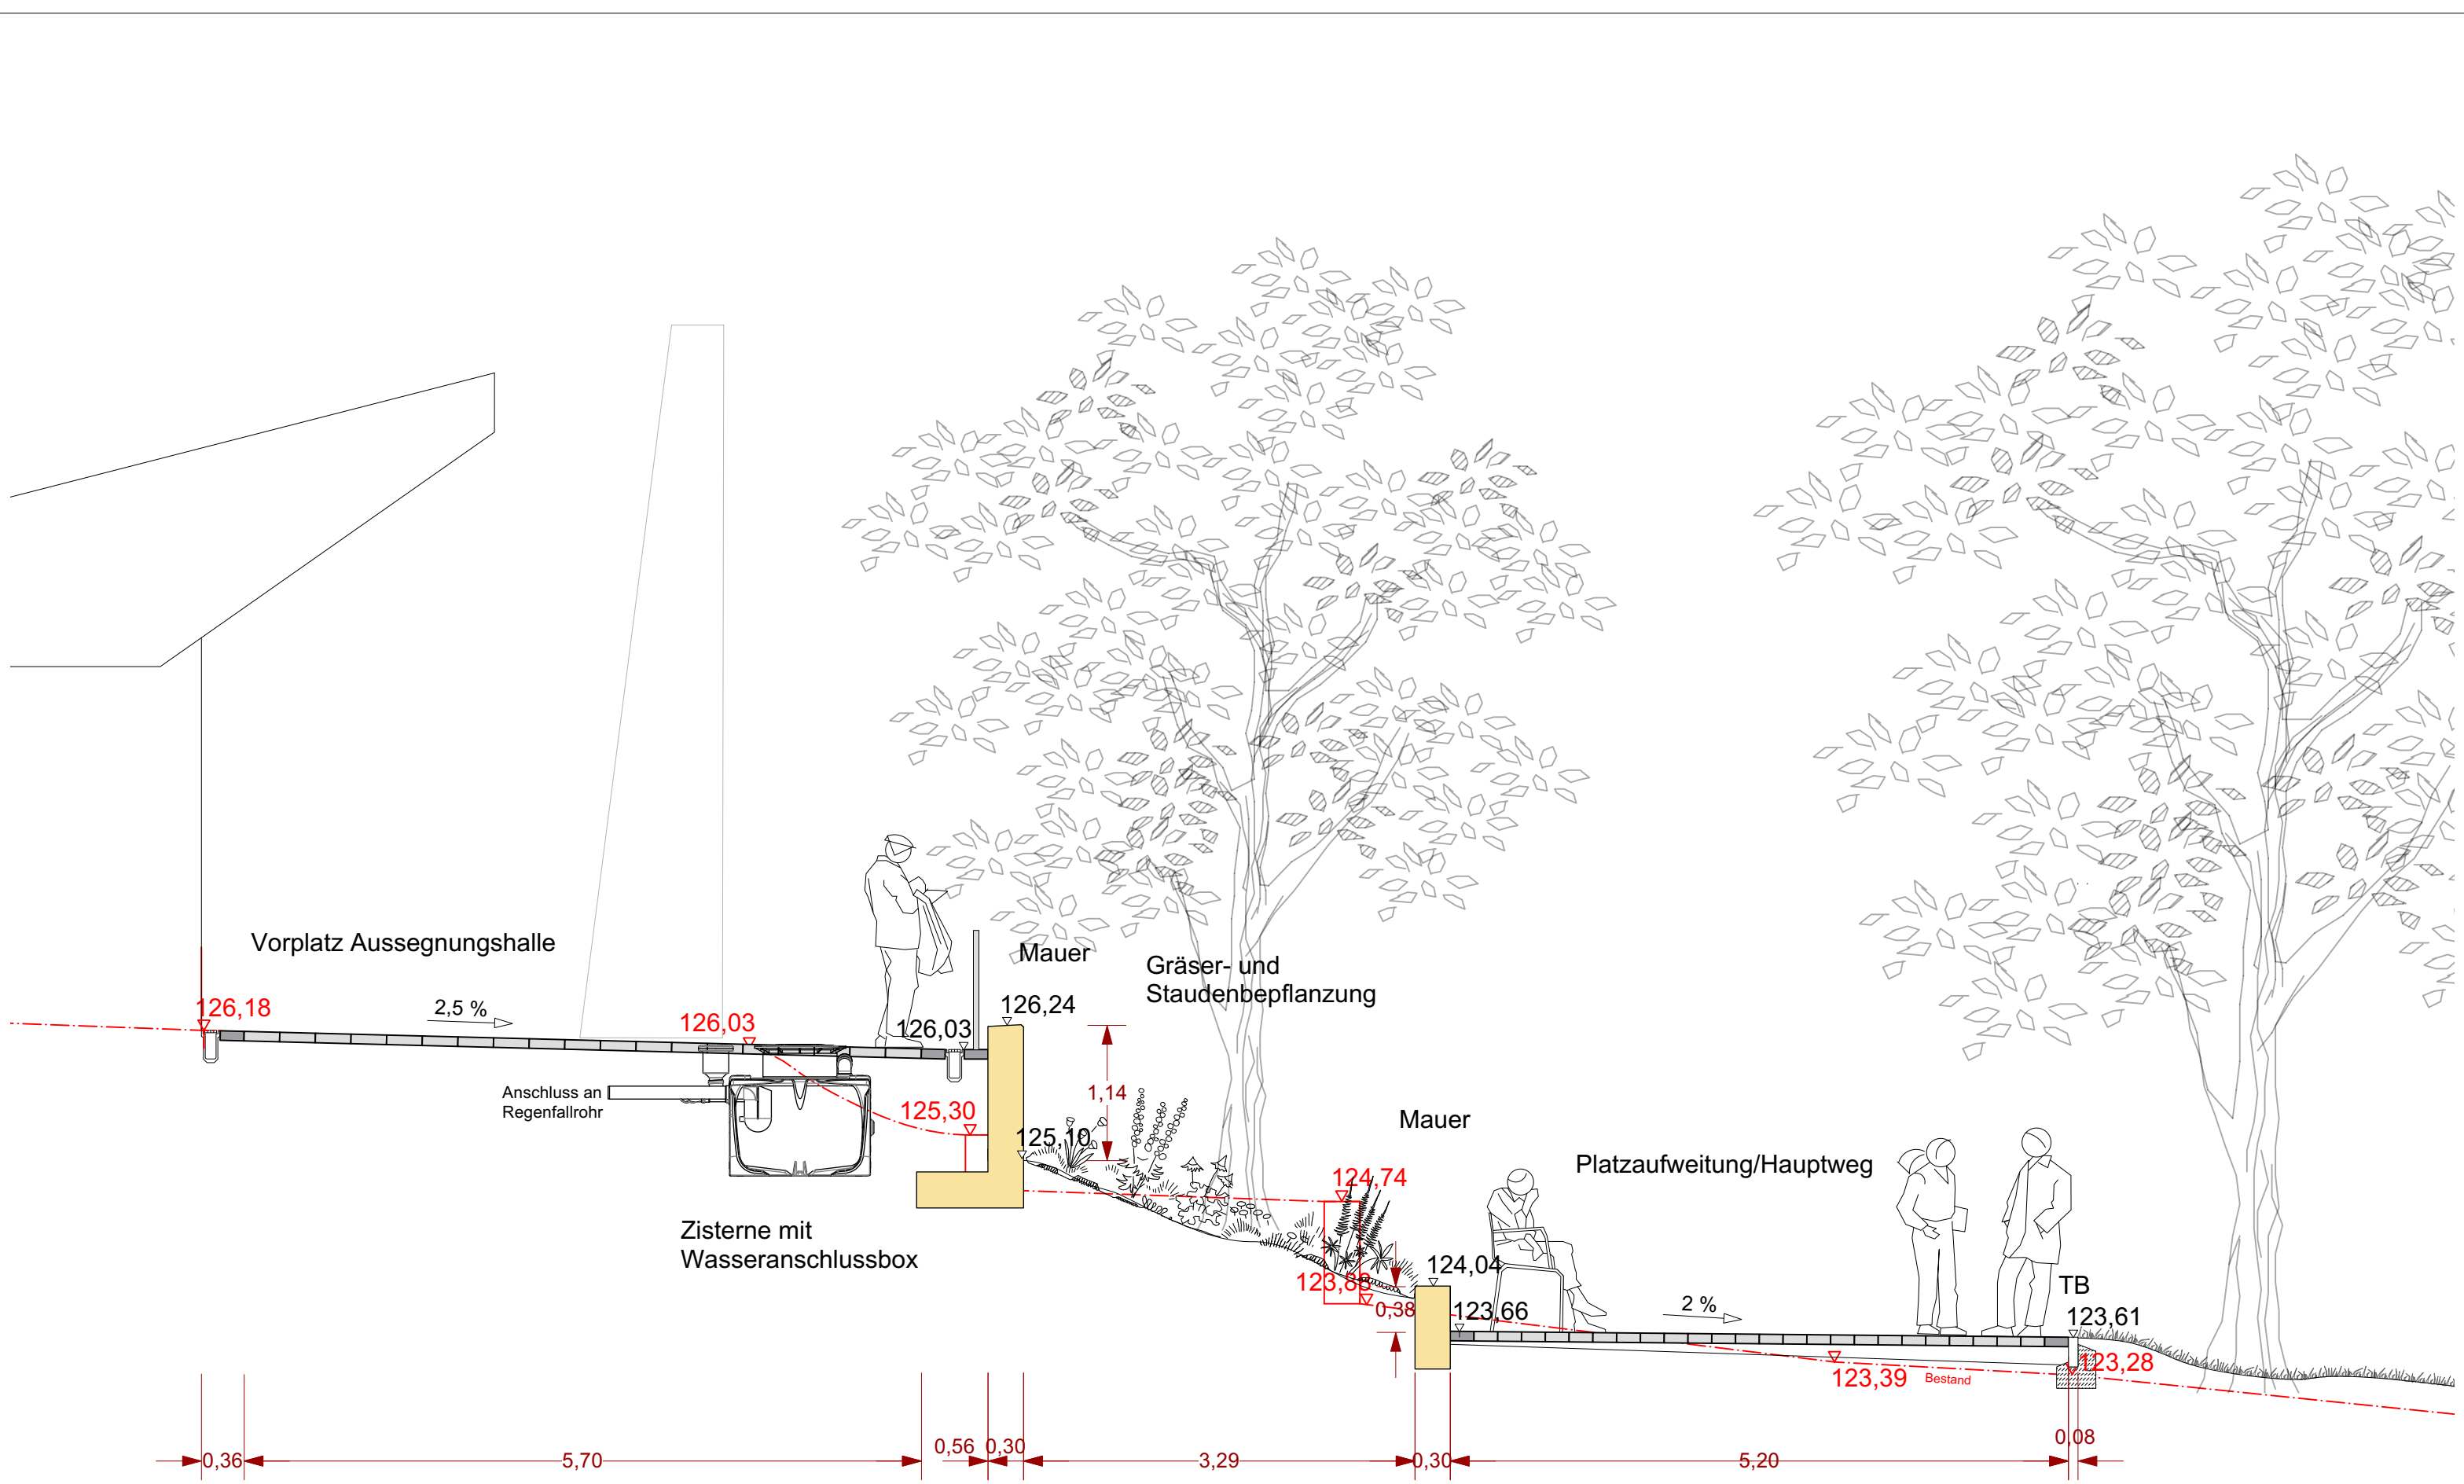 Vorplatz Aussegnungshalle
Mauer
Gräser- und
Staudenbepflanzung
126,18
2,5 %
126,03
126,03
126,24
Anschluss an
Regenfallrohr
125,30
1,14
125,10
Mauer
Platzaufweitung/Hauptweg
124,74
Zisterne mit
Wasseranschlussbox
123,88
124,04
0,38
123,66
2 %
TB
123,61
123,28
123,39
Bestand
0,36
5,70
0,56
0,30
3,29
0,30
5,20
0,08